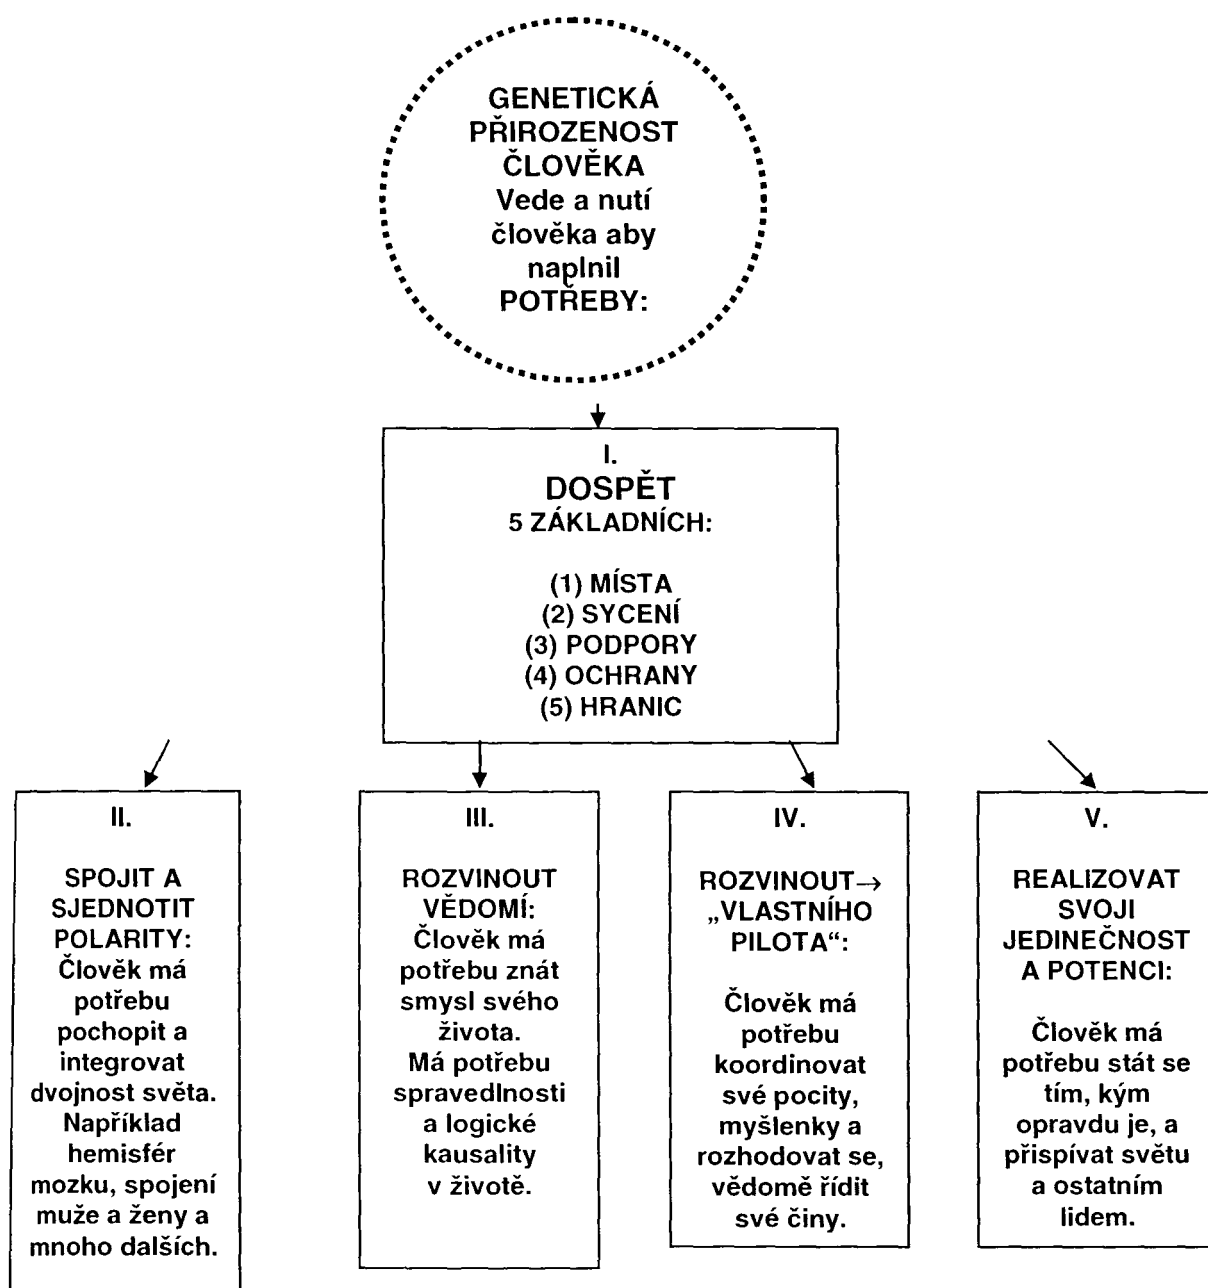 GENETICKÁ
PŘIROZENOST
ČLOVĚKA
Vede a nutí
člověka aby
naplnil
POTŘEBY:
I.
DOSPĚT
5 ZÁKLADNÍCH:
(1) MÍSTA
(2) SYCENÍ
(3) PODPORY
(4) OCHRANY
(5) HRANIC
II.
SPOJIT A
SJEDNOTIT
POLARITY:
Člověk má
potřebu
pochopit a
integrovat
dvojnost světa.
Například
hemisfér
mozku, spojení
muže a ženy a
mnoho dalších.
III.
ROZVINOUT
VĚDOMÍ:
Člověk má
potřebu znát
smysl svého
života.
Má potřebu
spravedlnosti
a logické
kausality
v životě.
IV.
ROZVINOUT→
„VLASTNÍHO
PILOTA“:
Člověk má
potřebu
koordinovat
své pocity,
myšlenky a
rozhodovat se,
vědomě řídit
své činy.
V.
REALIZOVAT
SVOJI
JEDINEČNOST
A POTENCI:
Člověk má
potřebu stát se
tím, kým
opravdu je, a
přispívat světu
a ostatním
lidem.